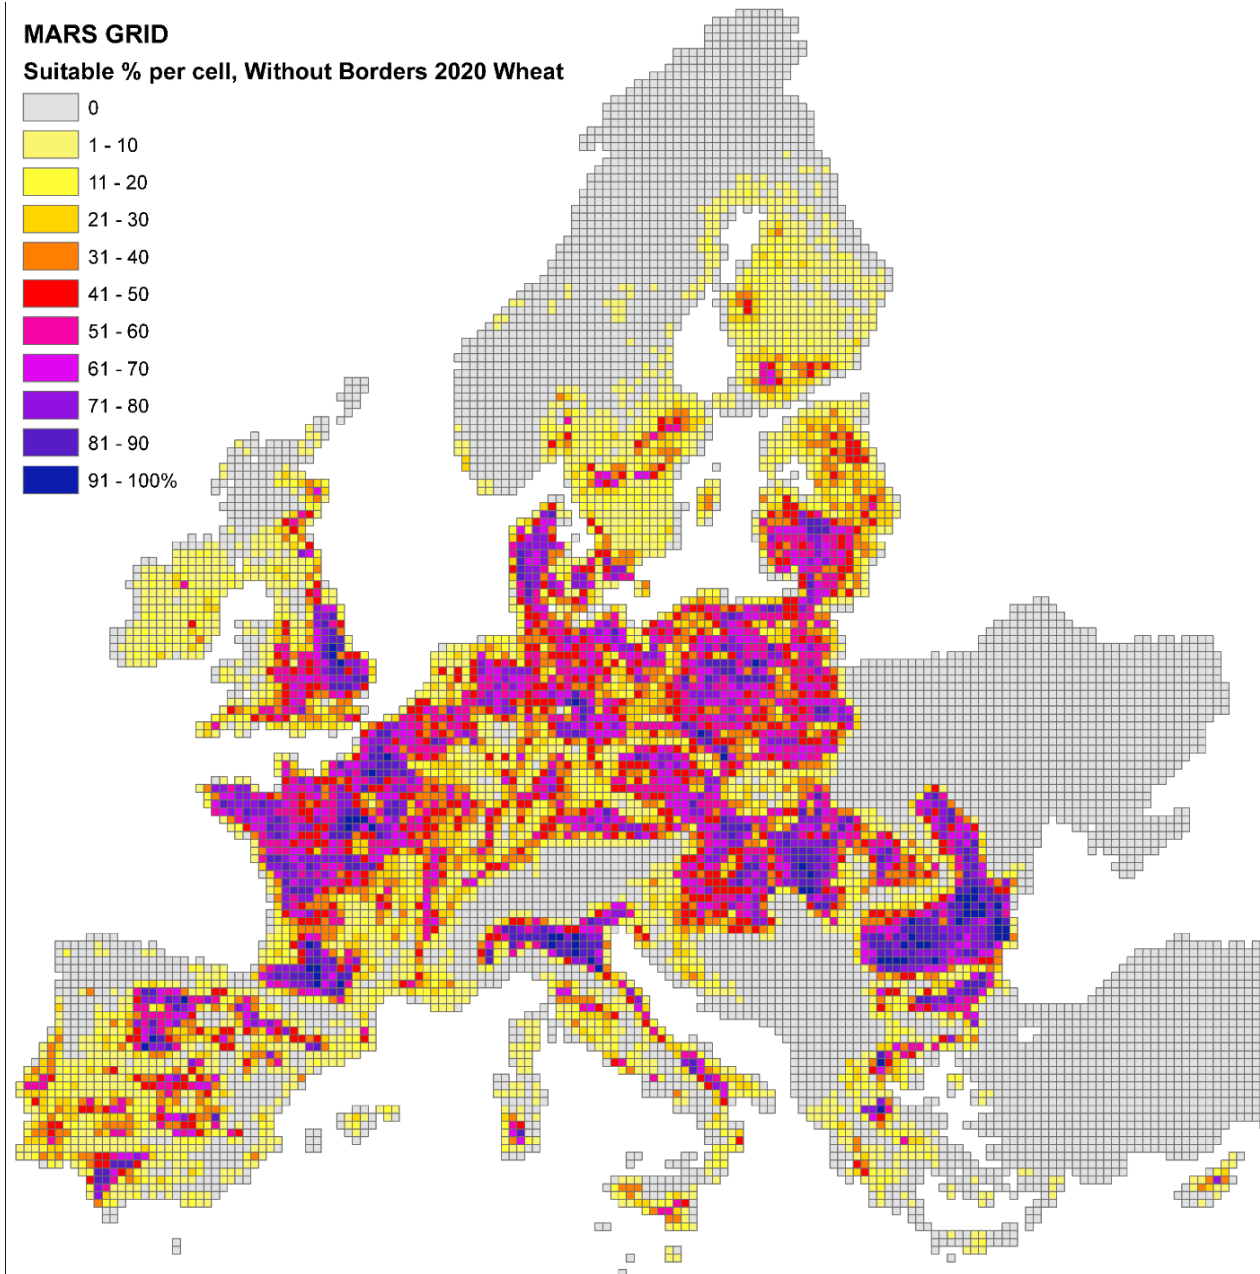 MARS GRID
Suitable % per cell, Without Borders 2020 Wheat
0
1 - 10
11 - 20
21 - 30
31 - 40
41 - 50
51 - 60
61 - 70
71 - 80
81 - 90
91 - 100%